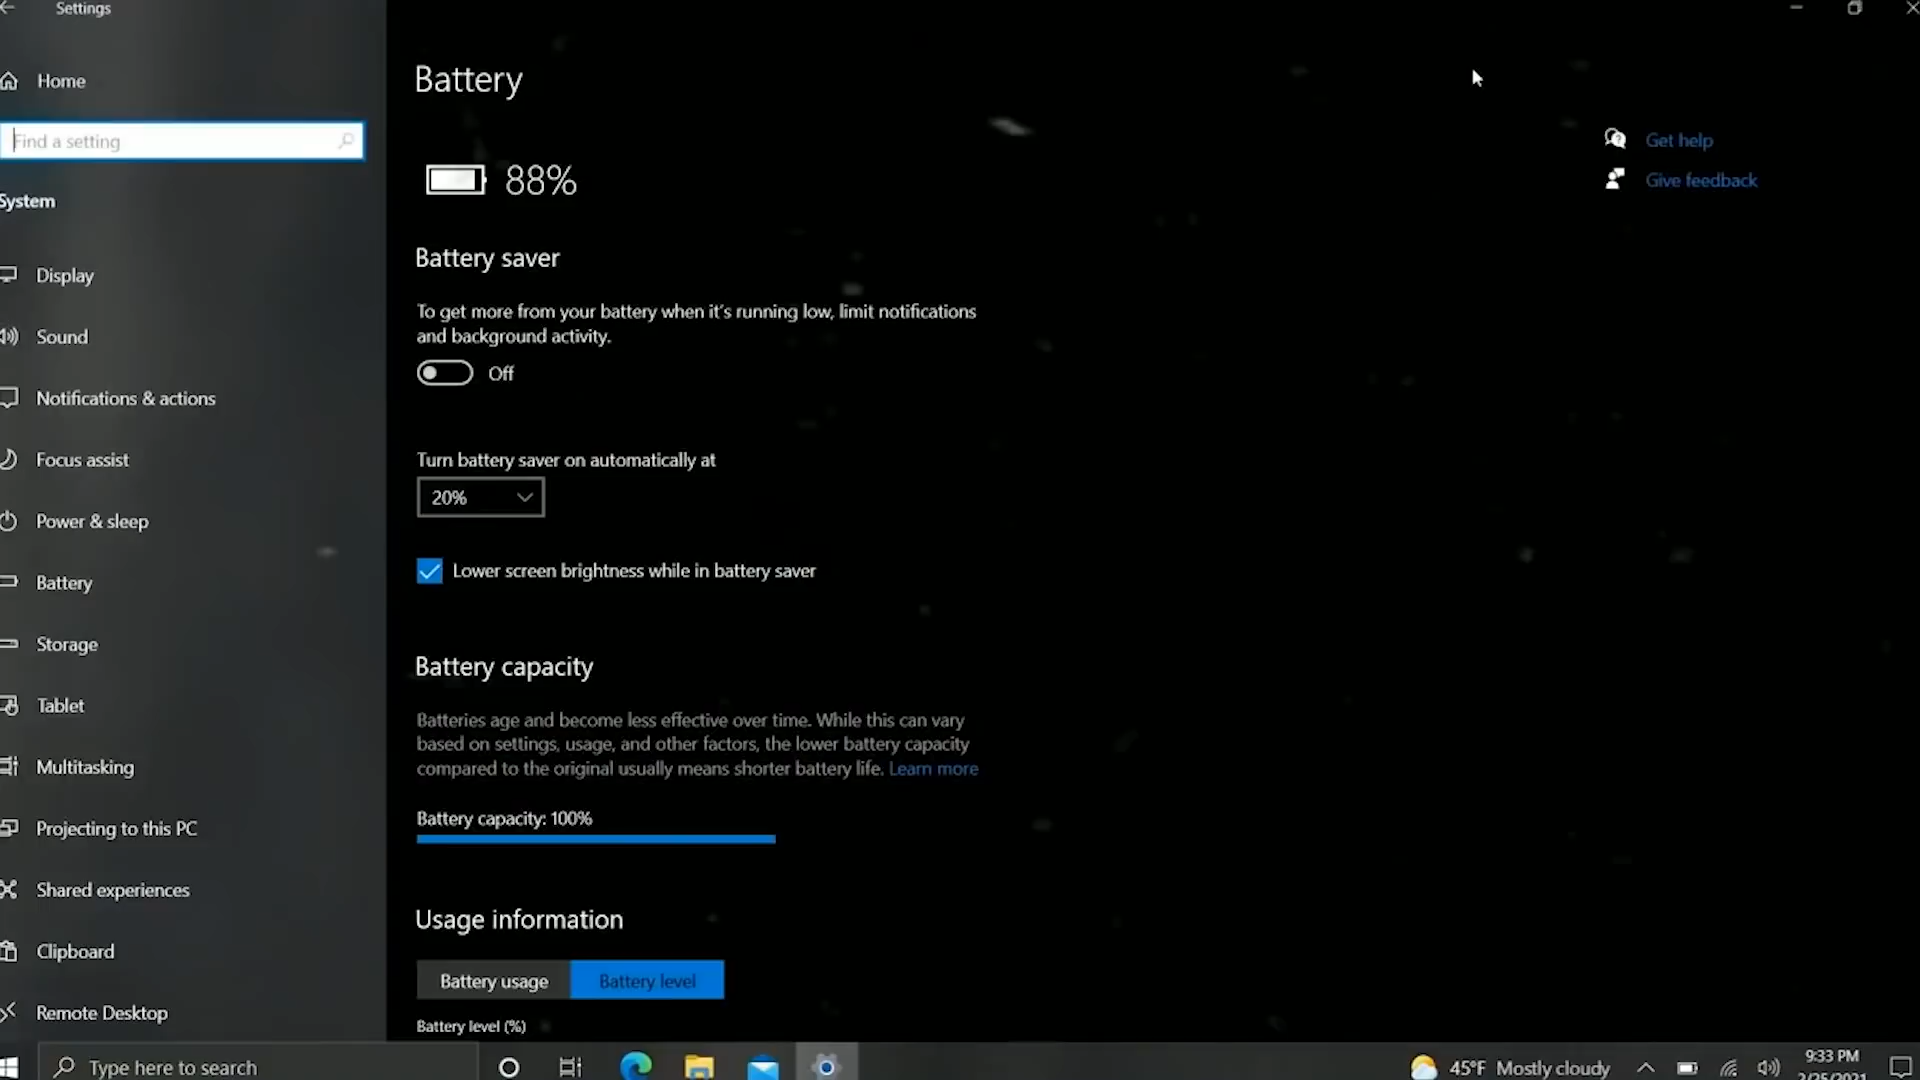 Settings
Home
Find a setting
System
Display
Sound
Notifications & actions
Focus assist
Power & sleep
Battery
Storage
Tablet
Multitasking
Projecting to this PC
Shared experiences
Clipboard
Remote Desktop
Battery
88%
Battery saver
To get more from your battery when it's running low, limit notifications
and background activity.
Off
Turn battery saver on automatically at
20%
Lower screen brightness while in battery saver
Battery capacity
Batteries age and become less effective over time. While this can vary
based on settings, usage, and other factors, the lower battery capacity
compared to the original usually means shorter battery life. Learn more
Battery capacity: 100%
Usage information
Battery usage Battery level
Battery level (%)
Get help
Give feedback
Type here to search
45°F Mostly cloudy
9:33 PM
2/25/2021